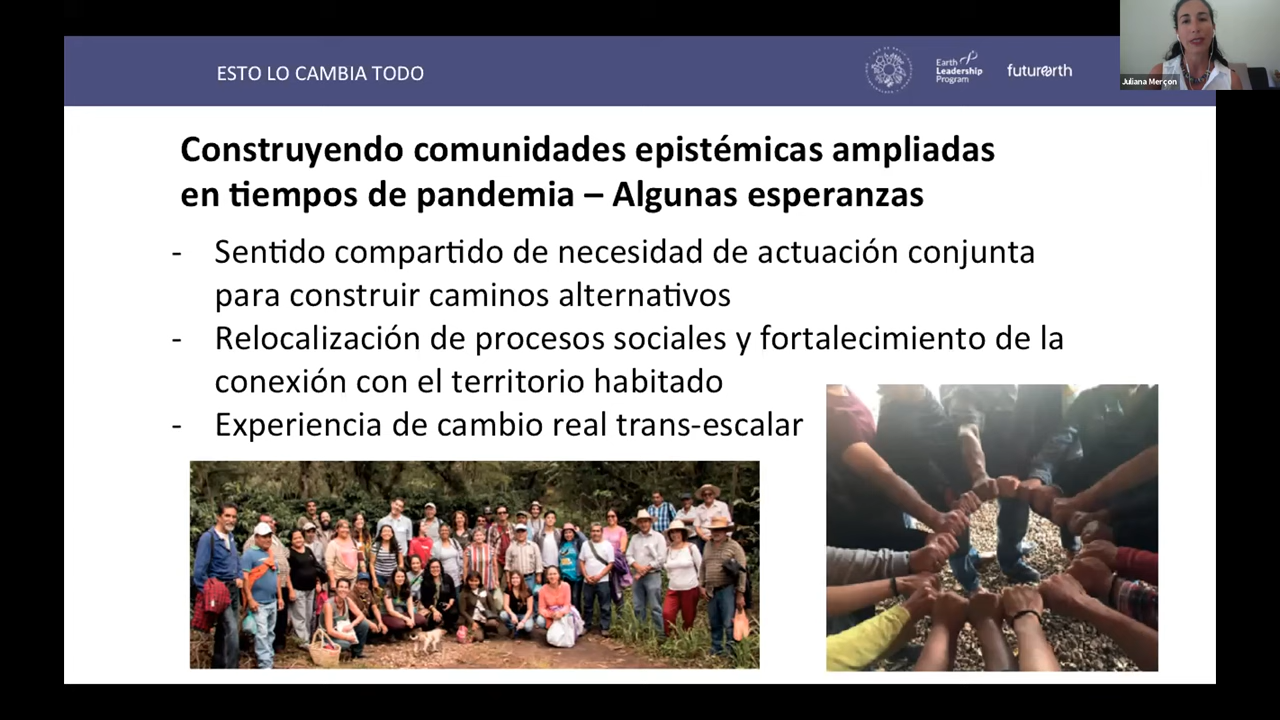 ESTO LO CAMBIA TODO
Earth
Leadership
Program
futurearth
Juliana Merçon
Construyendo comunidades epistémicas ampliadas
en tiempos de pandemia – Algunas esperanzas
- Sentido compartido de necesidad de actuación conjunta
para construir caminos alternativos
- Relocalización de procesos sociales y fortalecimiento de la
conexión con el territorio habitado
- Experiencia de cambio real trans-escalar